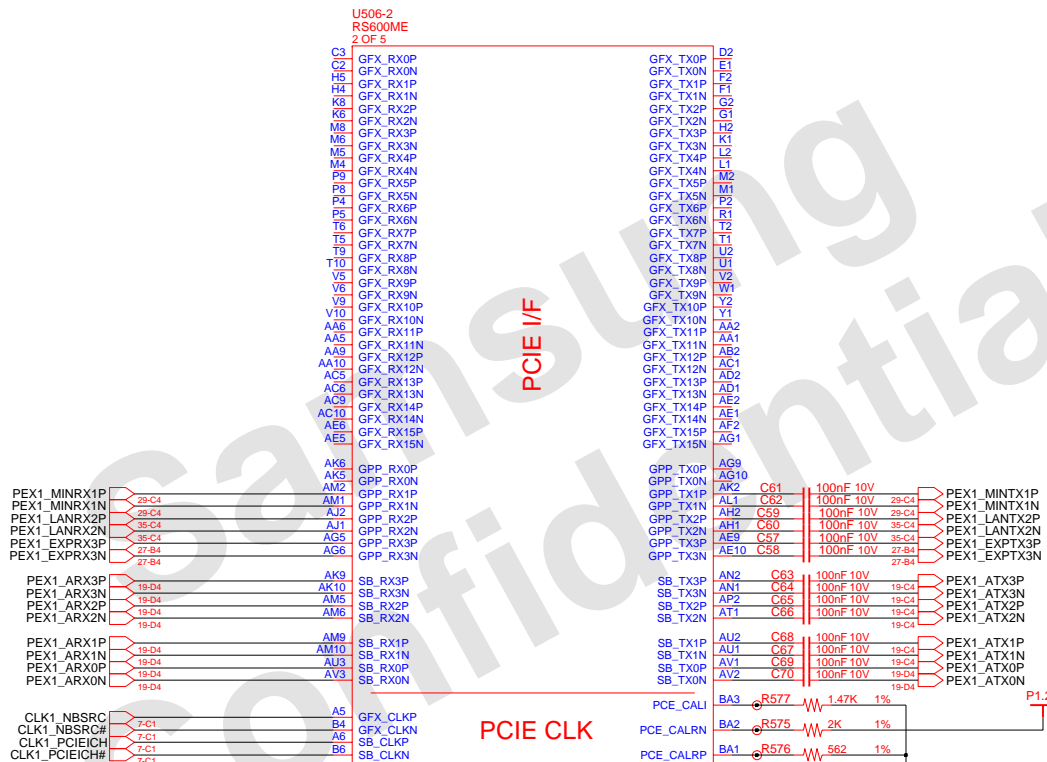 U506-2
RS600ME
2 OF 5
C3 GFX_RX0P GFX_TX0P D2
C2 GFX_RX0N GFX_TX0N E1
H5 GFX_RX1P GFX_TX1P F2
H4 GFX_RX1N GFX_TX1N F1
K8 GFX_RX2P GFX_TX2P G2
K6 GFX_RX2N GFX_TX2N G1
M8 GFX_RX3P GFX_TX3P H2
M6 GFX_RX3N GFX_TX3N K1
M5 GFX_RX4P GFX_TX4P L2
M4 GFX_RX4N GFX_TX4N L1
P9 GFX_RX5P GFX_TX5P M2
P8 GFX_RX5N GFX_TX5N M1
P4 GFX_RX6P GFX_TX6P P2
P5 GFX_RX6N GFX_TX6N R1
T6 GFX_RX7P GFX_TX7P T2
T5 GFX_RX7N GFX_TX7N T1
T9 GFX_RX8P GFX_TX8P U2
T10 GFX_RX8N GFX_TX8N U1
V5 GFX_RX9P GFX_TX9P V2
V6 GFX_RX9N GFX_TX9N W1
V9 GFX_RX10P GFX_TX10P Y2
V10 GFX_RX10N GFX_TX10N Y1
AA6 GFX_RX11P GFX_TX11P AA2
AA5 GFX_RX11N GFX_TX11N AA1
AA9 GFX_RX12P GFX_TX12P AB2
AA10 GFX_RX12N GFX_TX12N AC1
AC5 GFX_RX13P GFX_TX13P AD2
AC6 GFX_RX13N GFX_TX13N AD1
AC9 GFX_RX14P GFX_TX14P AE2
AC10 GFX_RX14N GFX_TX14N AE1
AE6 GFX_RX15P GFX_TX15P AF2
AE5 GFX_RX15N GFX_TX15N AG1
PCIE I/F
AK6 GPP_RX0P GPP_TX0P AG9
AK5 GPP_RX0N GPP_TX0N AG10
PEX1_MINRX1P 29-C4 AM2 GPP_RX1P GPP_TX1P AK2 C61 100nF 10V 29-C4 PEX1_MINTX1P
PEX1_MINRX1N 29-C4 AM1 GPP_RX1N GPP_TX1N AL1 C62 100nF 10V 29-C4 PEX1_MINTX1N
PEX1_LANRX2P 35-C4 AJ2 GPP_RX2P GPP_TX2P AH2 C59 100nF 10V 35-C4 PEX1_LANTX2P
PEX1_LANRX2N 35-C4 AJ1 GPP_RX2N GPP_TX2N AH1 C60 100nF 10V 35-C4 PEX1_LANTX2N
PEX1_EXPRX3P 27-B4 AG5 GPP_RX3P GPP_TX3P AE9 C57 100nF 10V 27-B4 PEX1_EXPTX3P
PEX1_EXPRX3N 27-B4 AG6 GPP_RX3N GPP_TX3N AE10 C58 100nF 10V 27-B4 PEX1_EXPTX3N
PEX1_ARX3P 19-D4 AK9 SB_RX3P SB_TX3P AN2 C63 100nF 10V 19-C4 PEX1_ATX3P
PEX1_ARX3N 19-D4 AK10 SB_RX3N SB_TX3N AN1 C64 100nF 10V 19-C4 PEX1_ATX3N
PEX1_ARX2P 19-D4 AM5 SB_RX2P SB_TX2P AP2 C65 100nF 10V 19-C4 PEX1_ATX2P
PEX1_ARX2N 19-D4 AM6 SB_RX2N SB_TX2N AT1 C66 100nF 10V 19-C4 PEX1_ATX2N
PEX1_ARX1P 19-D4 AM9 SB_RX1P SB_TX1P AU2 C68 100nF 10V 19-C4 PEX1_ATX1P
PEX1_ARX1N 19-D4 AM10 SB_RX1N SB_TX1N AU1 C67 100nF 10V 19-C4 PEX1_ATX1N
PEX1_ARX0P 19-D4 AU3 SB_RX0P SB_TX0P AV1 C69 100nF 10V 19-D4 PEX1_ATX0P
PEX1_ARX0N 19-D4 AV3 SB_RX0N SB_TX0N AV2 C70 100nF 10V 19-D4 PEX1_ATX0N
PCE_CALI BA3 R577 1.47K 1% P1.2
CLK1_NBSRC 7-C1 A5 GFX_CLKP
CLK1_NBSRC# 7-C1 B4 GFX_CLKN PCIE CLK PCE_CALRN BA2 R575 2K 1%
CLK1_PCIEICH 7-C1 A6 SB_CLKP
CLK1_PCIEICH# 7-C1 B6 SB_CLKN PCE_CALRP BA1 R576 562 1%
Samsung
Confidential